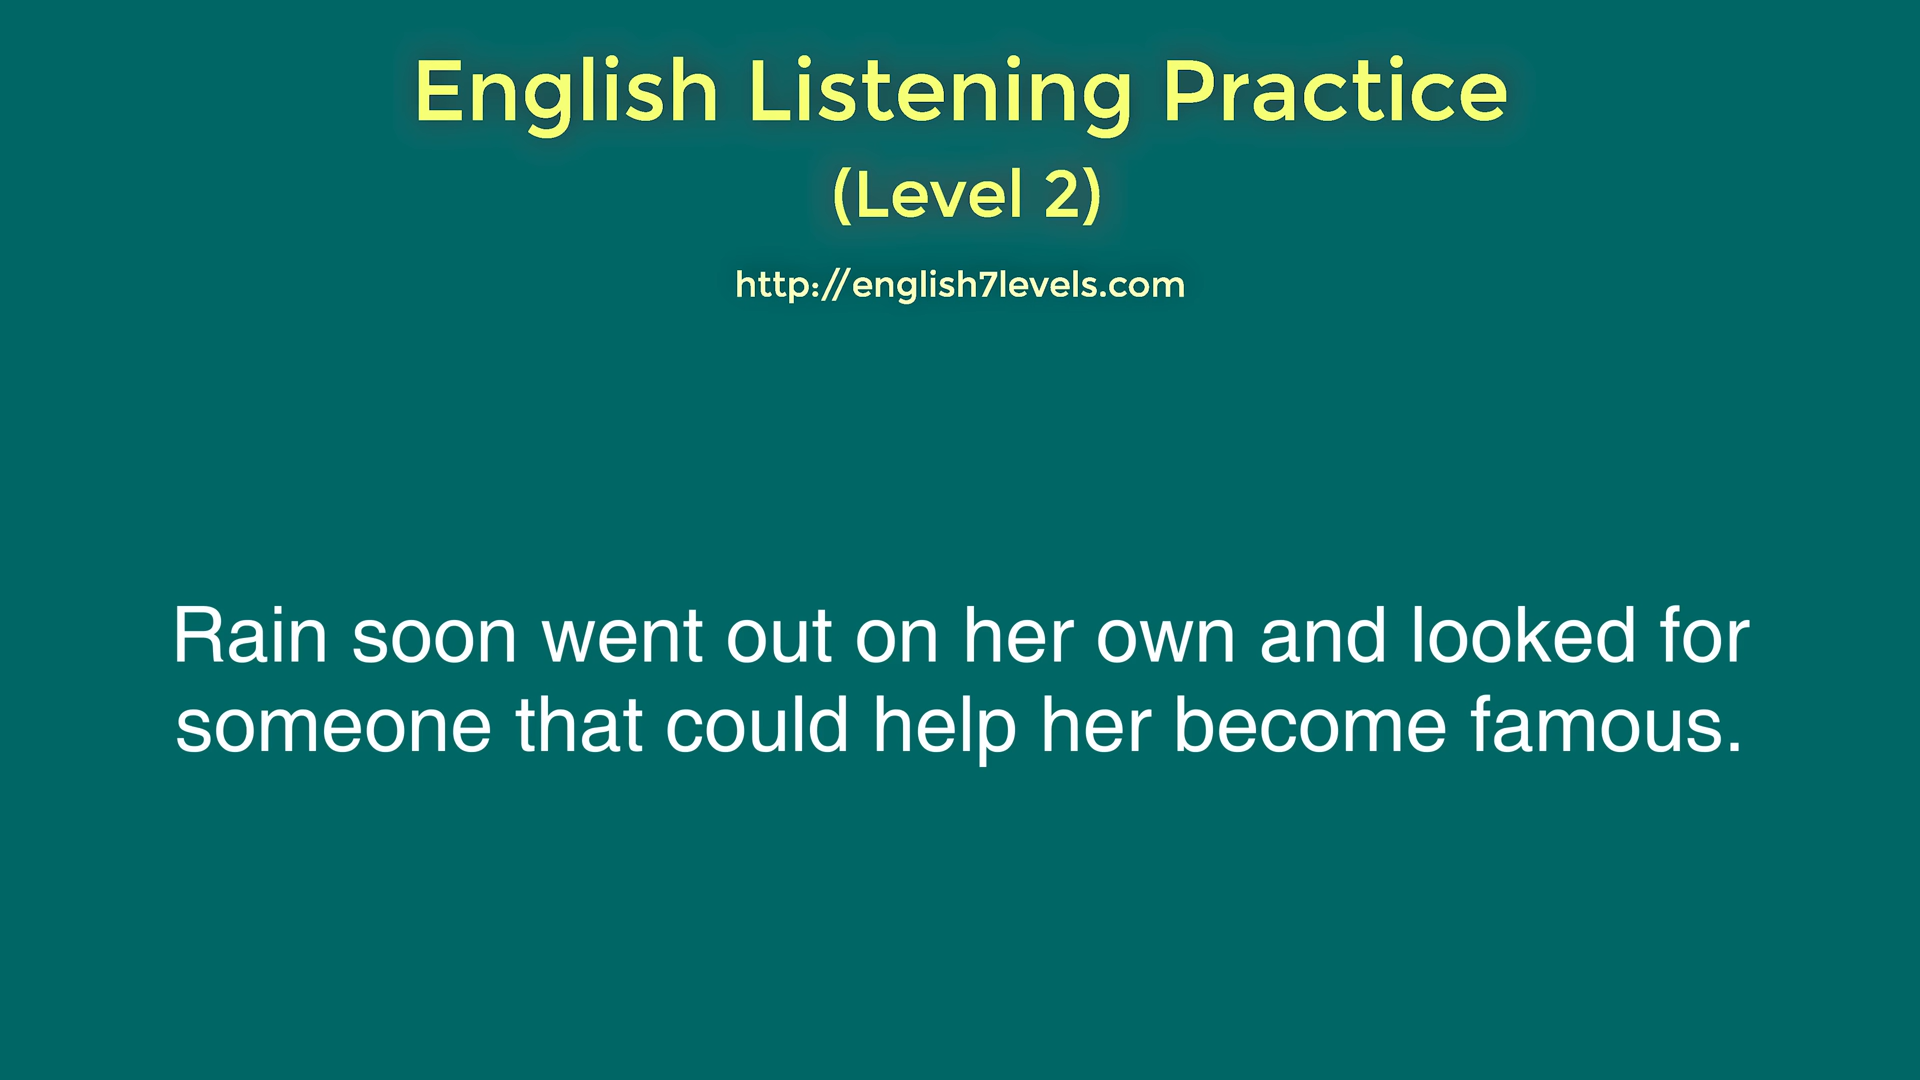 English Listening Practice
(Level 2)
http://english7levels.com
Rain soon went out on her own and looked for
someone that could help her become famous.